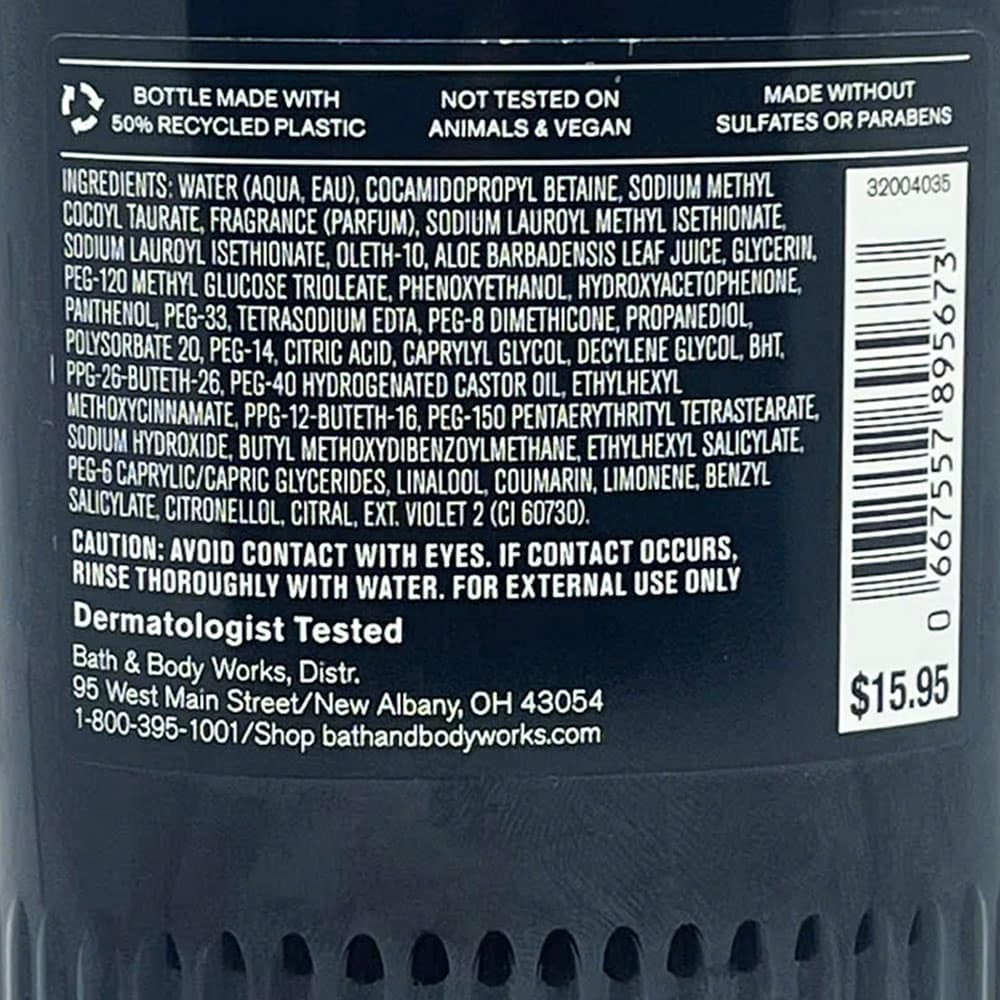 BOTTLE MADE WITH
50% RECYCLED PLASTIC
NOT TESTED ON
ANIMALS & VEGAN
MADE WITHOUT
SULFATES OR PARABENS
INGREDIENTS: WATER (AQUA, EAU), COCAMIDOPROPYL BETAINE, SODIUM METHYL
COCOYL TAURATE, FRAGRANCE (PARFUM), SODIUM LAUROYL METHYL ISETHIONATE,
SODIUM LAUROYL ISETHIONATE, OLETH-10, ALOE BARBADENSIS LEAF JUICE, GLYCERIN,
PEG-120 METHYL GLUCOSE TRIOLEATE, PHENOXYETHANOL, HYDROXYACETOPHENONE,
PANTHENOL, PEG-33, TETRASODIUM EDTA, PEG-8 DIMETHICONE, PROPANEDIOL,
POLYSORBATE 20, PEG-14, CITRIC ACID, CAPRYLYL GLYCOL, DECYLENE GLYCOL, BHT,
PPG-26-BUTETH-26, PEG-40 HYDROGENATED CASTOR OIL, ETHYLHEXYL
METHOXYCINNAMATE, PPG-12-BUTETH-16, PEG-150 PENTAERYTHRITYL TETRASTEARATE,
SODIUM HYDROXIDE, BUTYL METHOXYDIBENZOYLMETHANE, ETHYLHEXYL SALICYLATE,
PEG-6 CAPRYLIC/CAPRIC GLYCERIDES, LINALOOL, COUMARIN, LIMONENE, BENZYL
SALICYLATE, CITRONELLOL, CITRAL, EXT. VIOLET 2 (CI 60730).
CAUTION: AVOID CONTACT WITH EYES. IF CONTACT OCCURS,
RINSE THOROUGHLY WITH WATER. FOR EXTERNAL USE ONLY
Dermatologist Tested
Bath & Body Works, Distr.
95 West Main Street/New Albany, OH 43054
1-800-395-1001/Shop bathandbodyworks.com
32004035
0 667557 895673
$15.95